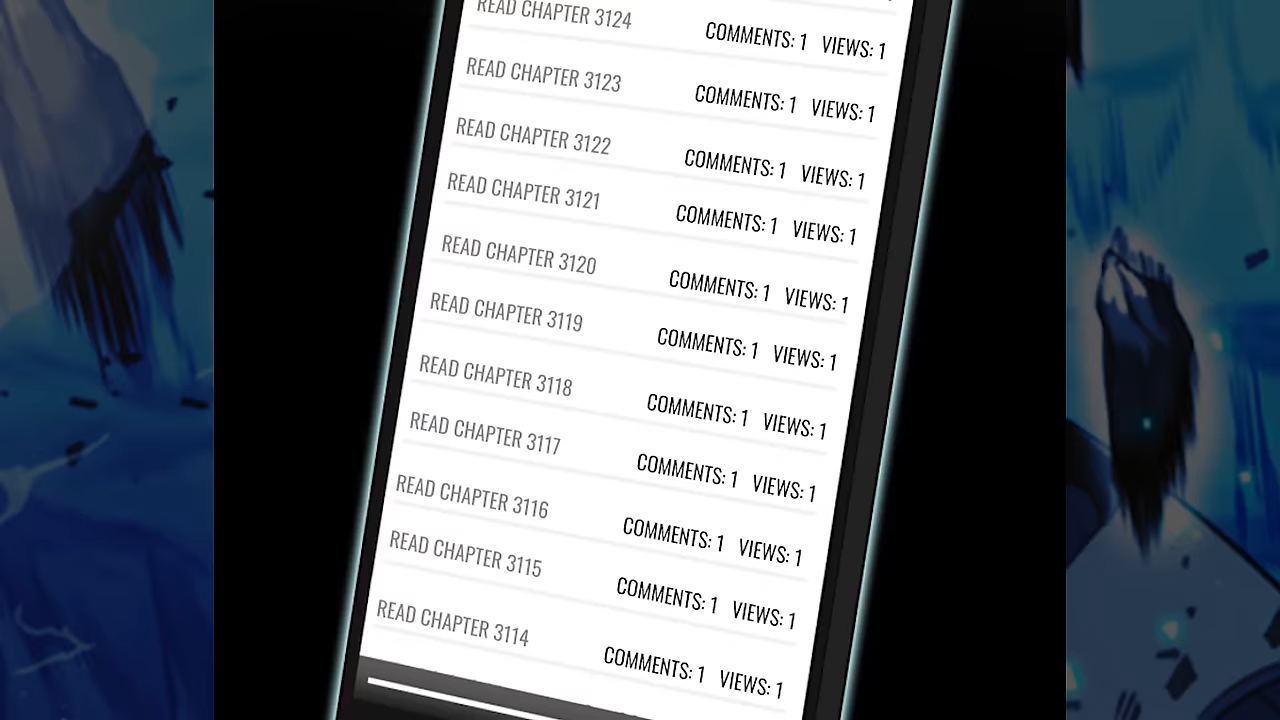 READ CHAPTER 3124 COMMENTS: 1 VIEWS: 1
READ CHAPTER 3123 COMMENTS: 1 VIEWS: 1
READ CHAPTER 3122 COMMENTS: 1 VIEWS: 1
READ CHAPTER 3121 COMMENTS: 1 VIEWS: 1
READ CHAPTER 3120 COMMENTS: 1 VIEWS: 1
READ CHAPTER 3119 COMMENTS: 1 VIEWS: 1
READ CHAPTER 3118 COMMENTS: 1 VIEWS: 1
READ CHAPTER 3117 COMMENTS: 1 VIEWS: 1
READ CHAPTER 3116 COMMENTS: 1 VIEWS: 1
READ CHAPTER 3115 COMMENTS: 1 VIEWS: 1
READ CHAPTER 3114 COMMENTS: 1 VIEWS: 1